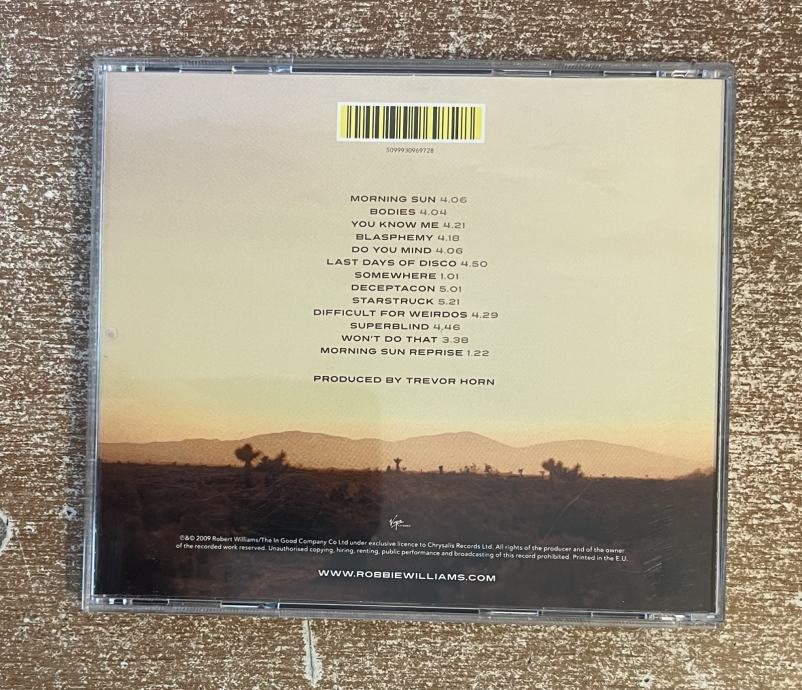 5099930969728
MORNING SUN 4.06
BODIES 4.04
YOU KNOW ME 4.21
BLASPHEMY 4.18
DO YOU MIND 4.06
LAST DAYS OF DISCO 4.50
SOMEWHERE 1.01
DECEPTACON 5.01
STARSTRUCK 5.21
DIFFICULT FOR WEIRDOS 4.29
SUPERBLIND 4.46
WON'T DO THAT 3.38
MORNING SUN REPRISE 1.22
PRODUCED BY TREVOR HORN
Virgin
℗&© 2009 Robert Williams/The In Good Company Co Ltd under exclusive licence to Chrysalis Records Ltd. All rights of the producer and of the owner
of the recorded work reserved. Unauthorised copying, hiring, renting, public performance and broadcasting of this record prohibited. Printed in the E.U.
WWW.ROBBIEWILLIAMS.COM